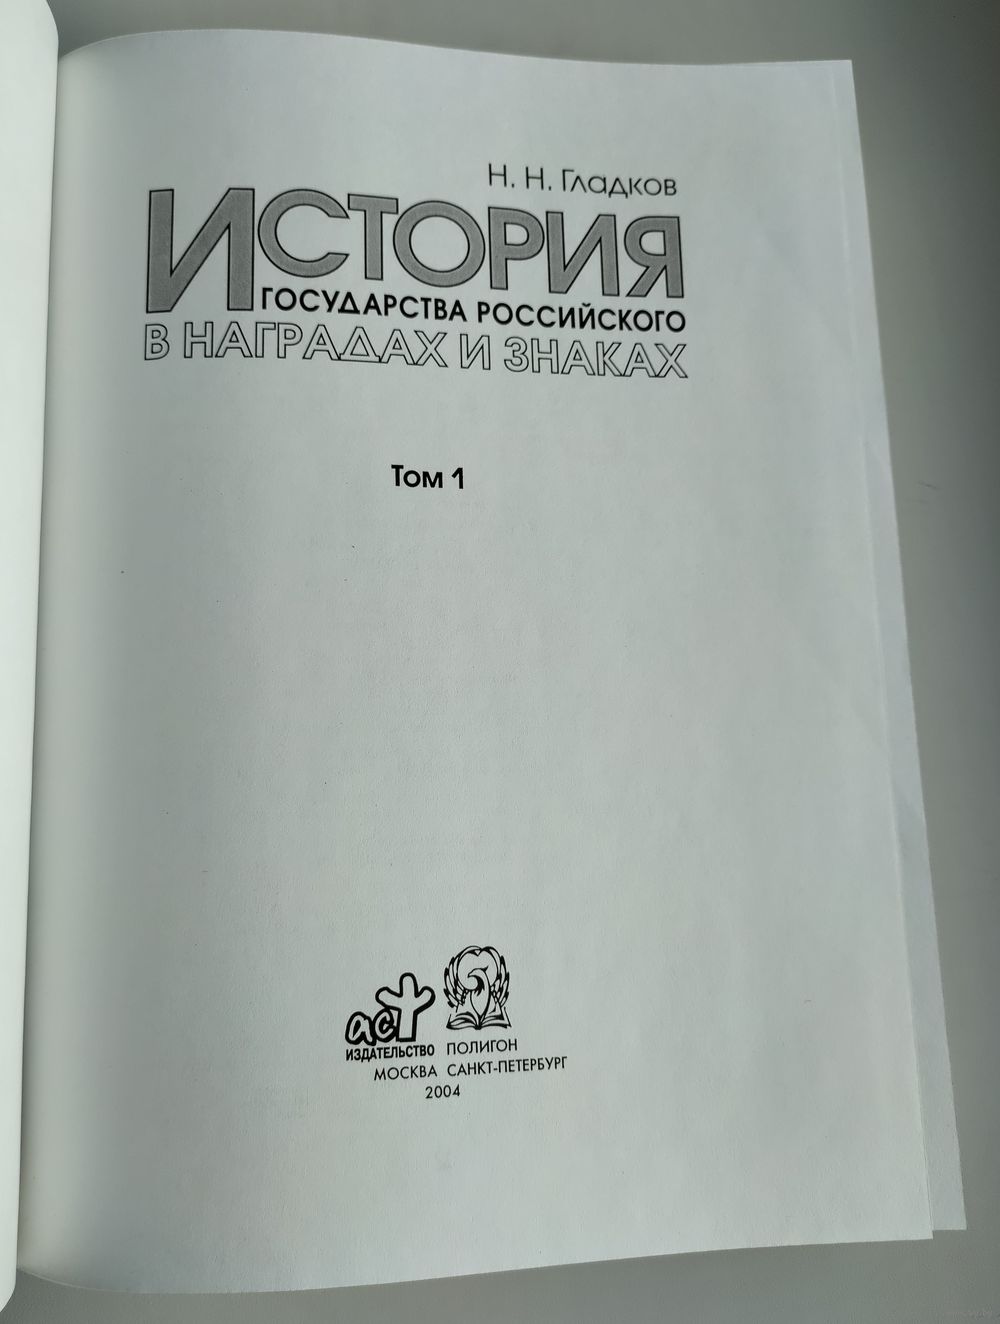 Н. Н. Гладков
ИСТОРИЯ
ГОСУДАРСТВА РОССИЙСКОГО
В НАГРАДАХ И ЗНАКАХ
Том 1
аст
ИЗДАТЕЛЬСТВО ПОЛИГОН
МОСКВА САНКТ-ПЕТЕРБУРГ
2004